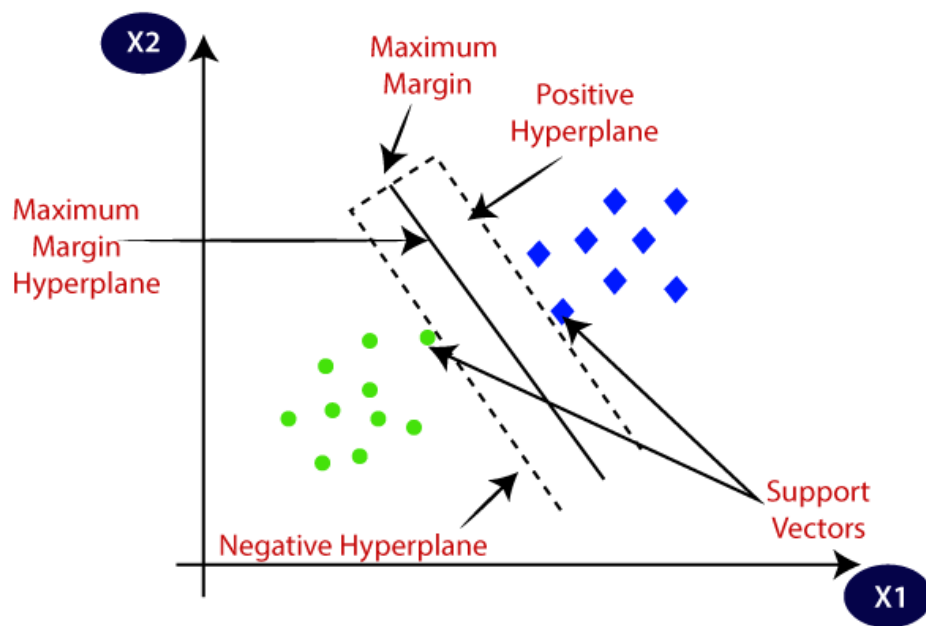 X2
Maximum
Margin
Positive
Hyperplane
Maximum
Margin
Hyperplane
Support
Vectors
Negative Hyperplane
X1